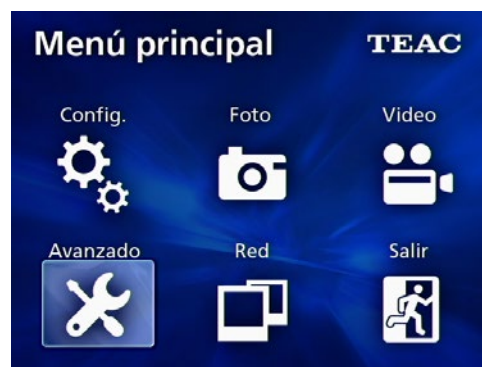 Menú principal
TEAC
Config.
Foto
Video
Avanzado
Red
Salir